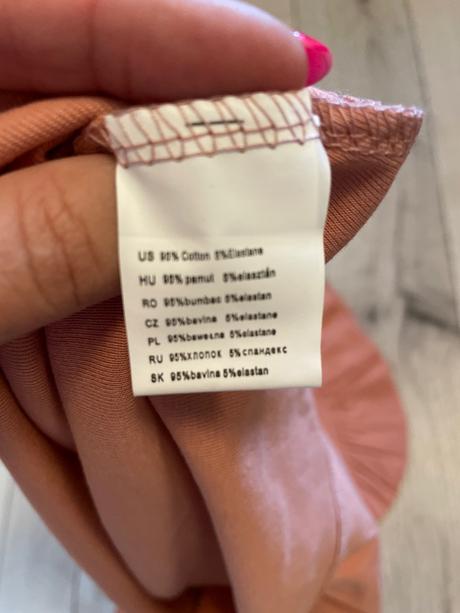 US 95% Cotton 5%Elastane
HU 95% pamut 5%elasztán
RO 95%bumbac 5%elastan
CZ 95%bavlna 5%elastane
PL 95%bawełna 5%elastane
RU 95%хлопок 5%спандекс
SK 95%bavlna 5%elastan